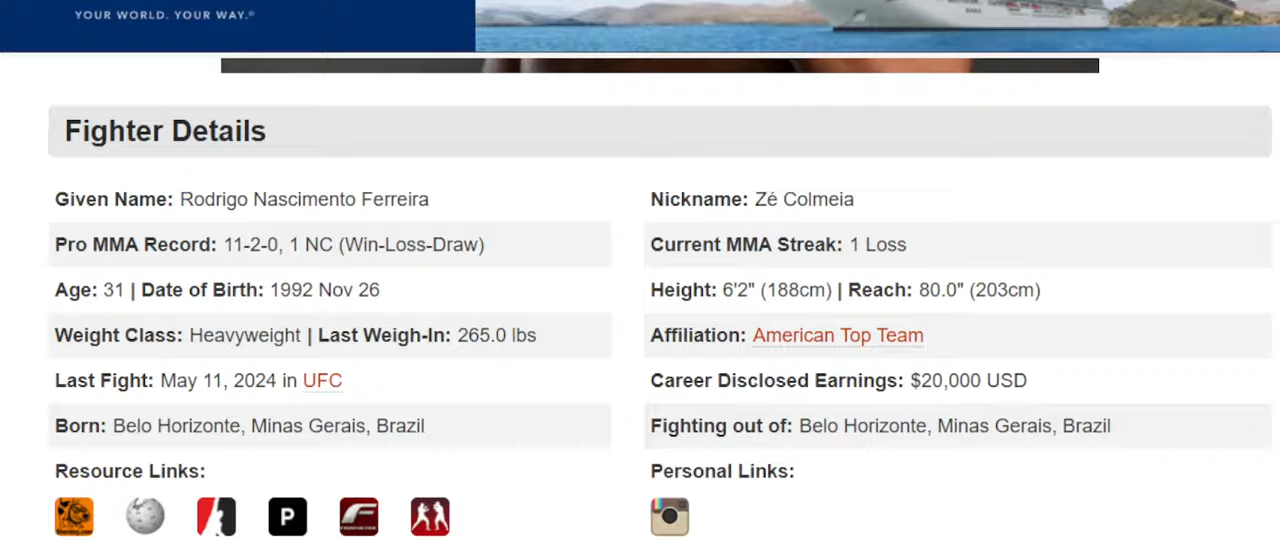 YOUR WORLD. YOUR WAY.®
Fighter Details
Given Name: Rodrigo Nascimento Ferreira
Nickname: Zé Colmeia
Pro MMA Record: 11-2-0, 1 NC (Win-Loss-Draw)
Current MMA Streak: 1 Loss
Age: 31 | Date of Birth: 1992 Nov 26
Height: 6'2" (188cm) | Reach: 80.0" (203cm)
Weight Class: Heavyweight | Last Weigh-In: 265.0 lbs
Affiliation: American Top Team
Last Fight: May 11, 2024 in UFC
Career Disclosed Earnings: $20,000 USD
Born: Belo Horizonte, Minas Gerais, Brazil
Fighting out of: Belo Horizonte, Minas Gerais, Brazil
Resource Links:
Personal Links:
P